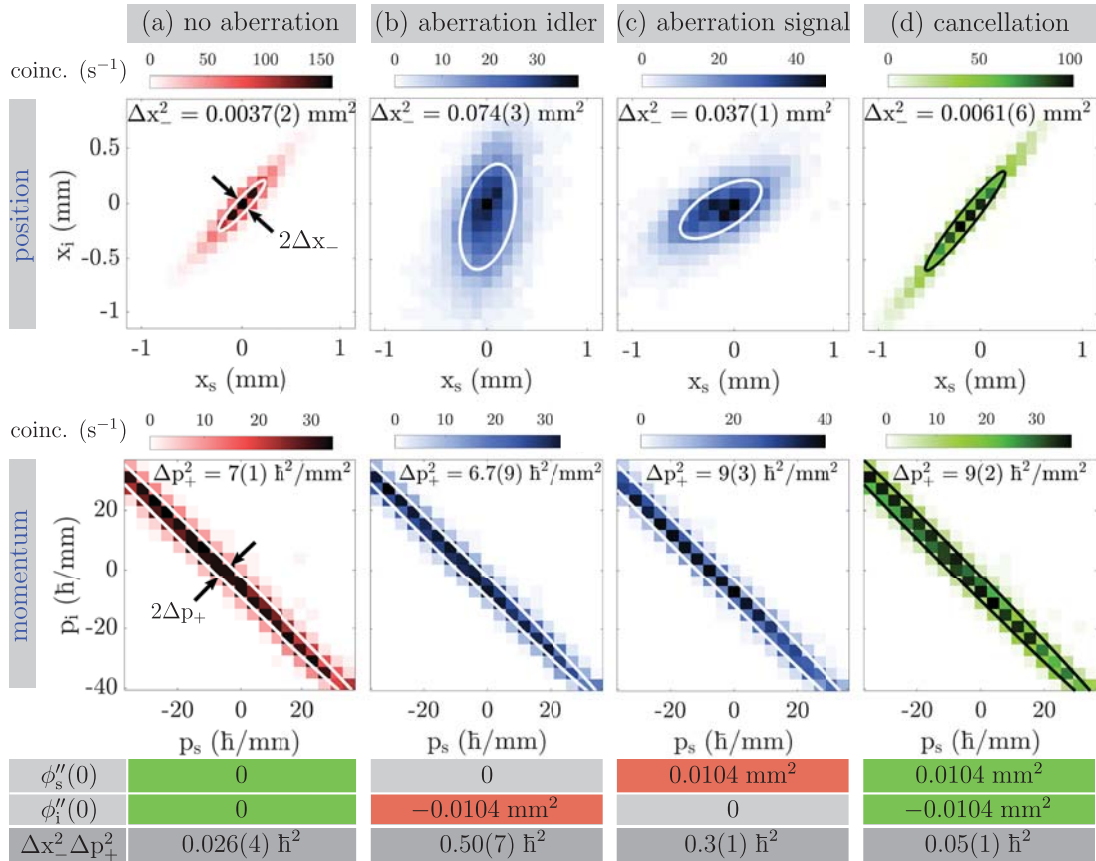 (a) no aberration (b) aberration idler (c) aberration signal (d) cancellation
coinc. (s⁻¹) 0 50 100 150 0 10 20 30 0 20 40 0 50 100
position
Δx²₋ = 0.0037(2) mm² Δx²₋ = 0.074(3) mm² Δx²₋ = 0.037(1) mm² Δx²₋ = 0.0061(6) mm²
0.5
0
-0.5
-1
xᵢ (mm)
2Δx₋
-1 0 1 -1 0 1 -1 0 1 -1 0 1
xₛ (mm) xₛ (mm) xₛ (mm) xₛ (mm)
coinc. (s⁻¹) 0 10 20 30 0 10 20 30 0 20 40 0 10 20 30
momentum
Δp²₊ = 7(1) ħ²/mm² Δp²₊ = 6.7(9) ħ²/mm² Δp²₊ = 9(3) ħ²/mm² Δp²₊ = 9(2) ħ²/mm²
20
0
-20
-40
pᵢ (ħ/mm)
2Δp₊
-20 0 20 -20 0 20 -20 0 20 -20 0 20
pₛ (ħ/mm) pₛ (ħ/mm) pₛ (ħ/mm) pₛ (ħ/mm)
ϕ″ₛ(0) 0 0 0.0104 mm² 0.0104 mm²
ϕ″ᵢ(0) 0 −0.0104 mm² 0 −0.0104 mm²
Δx²₋Δp²₊ 0.026(4) ħ² 0.50(7) ħ² 0.3(1) ħ² 0.05(1) ħ²